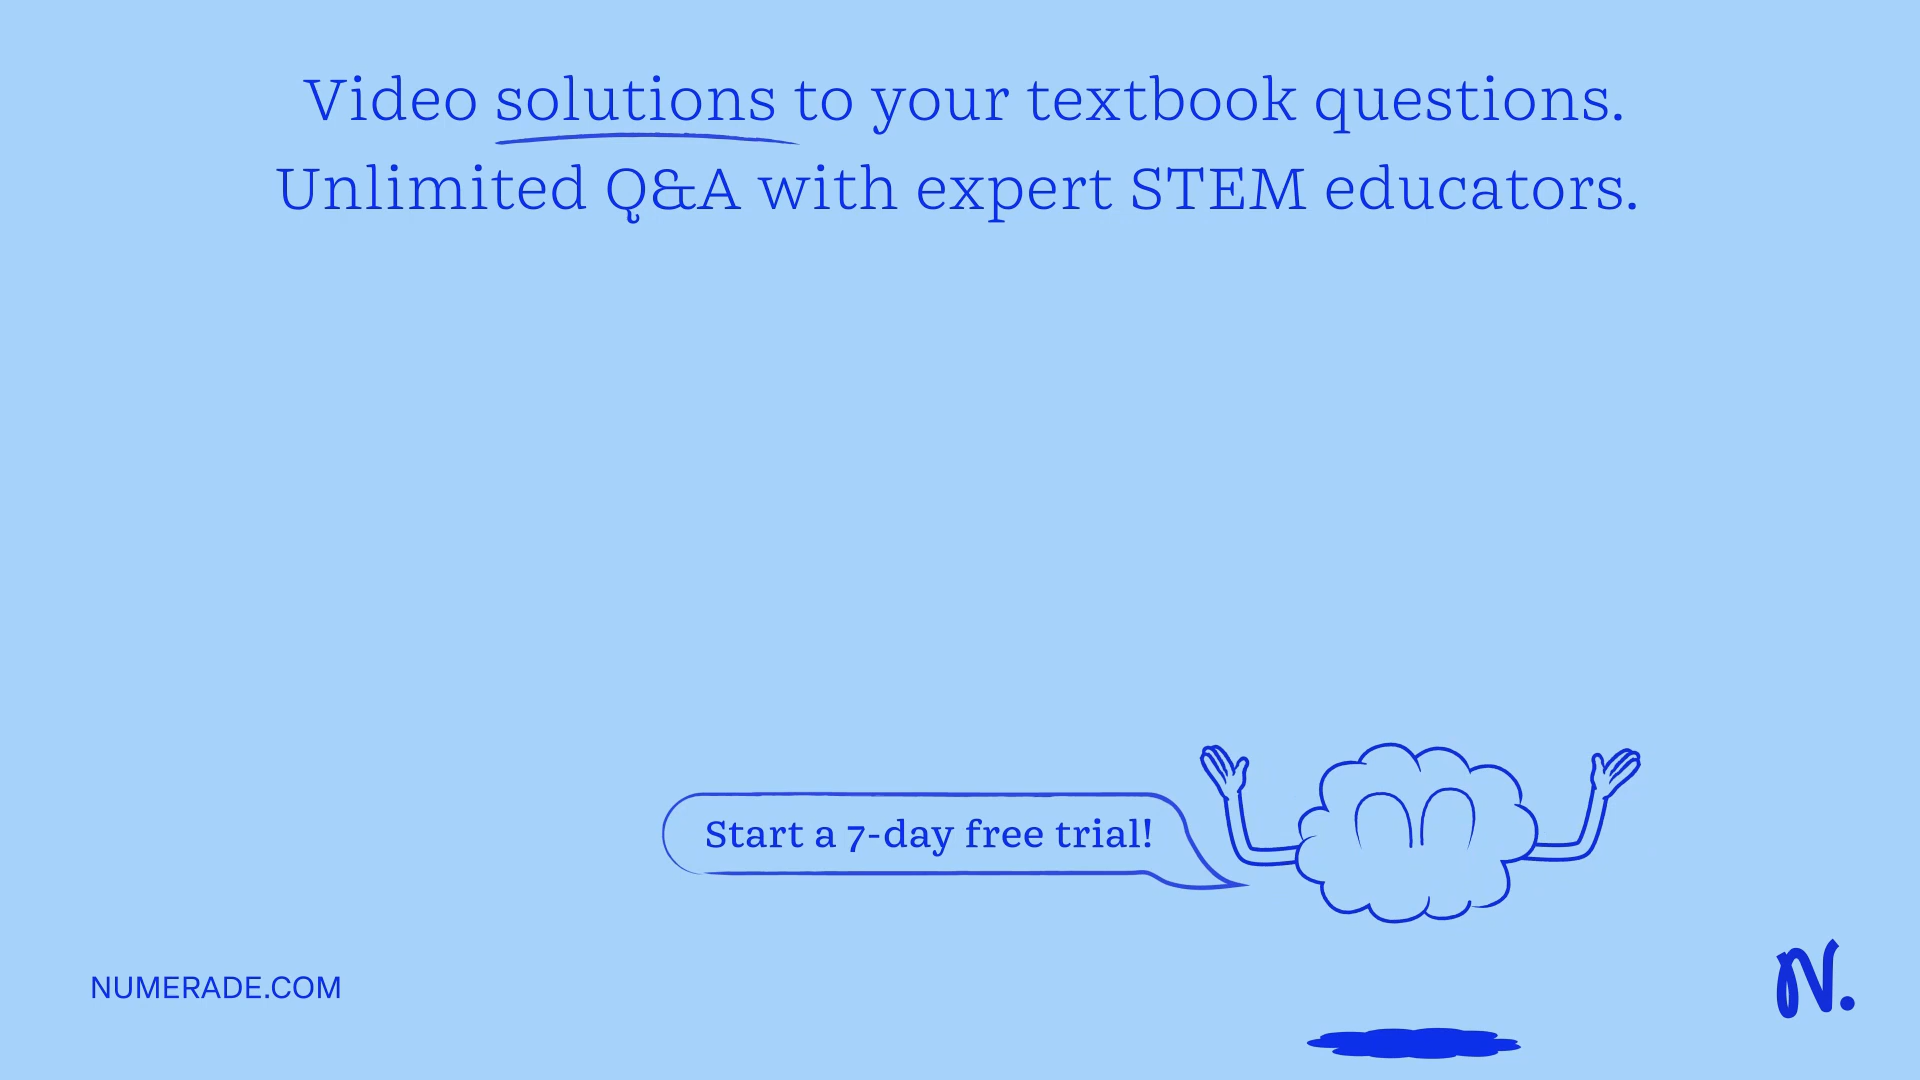 Video solutions to your textbook questions.
Unlimited Q&A with expert STEM educators.
Start a 7-day free trial!
NUMERADE.COM
N.